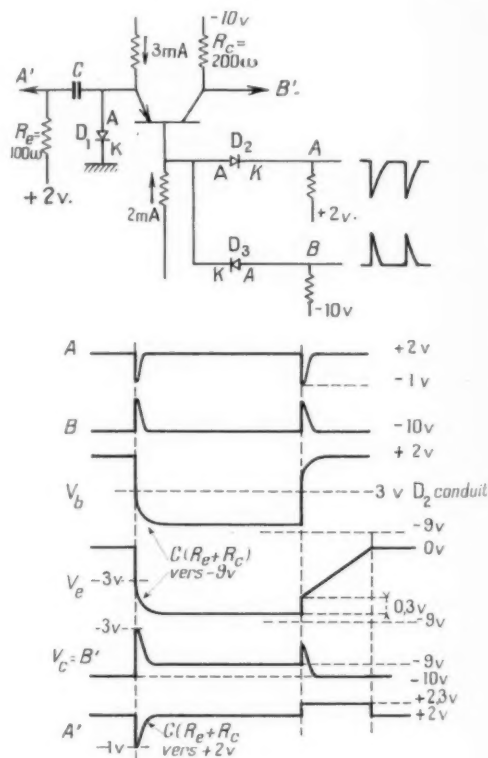 -10v
3mA
Rc=
200ω
A'
C
B'.
A
D1
K
Re=
100ω
+2v.
D2
A
A K
2mA
+2v.
D3
B
K A
-10v
A
+2v
-1v
B
-10v
+2v
Vb
3v D2 conduit
-9v
C(Re+Rc)
vers -9v
0v
Ve
-3v
0,3v
-9v
-3v
Vc=B'
-9v
-10v
+2,3v
A'
+2v
C(Re+Rc
vers +2v
-1v